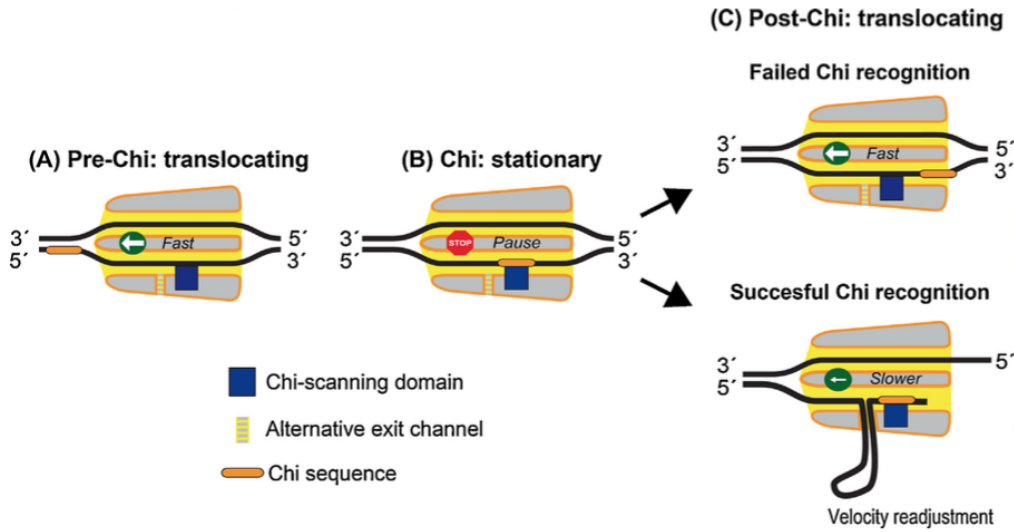 (C) Post-Chi: translocating
Failed Chi recognition
3´
5´
Fast
5´
3´
(A) Pre-Chi: translocating
3´
5´
Fast
5´
3´
(B) Chi: stationary
3´
5´
STOP
Pause
5´
3´
Succesful Chi recognition
3´
5´
Slower
5´
Velocity readjustment
Chi-scanning domain
Alternative exit channel
Chi sequence